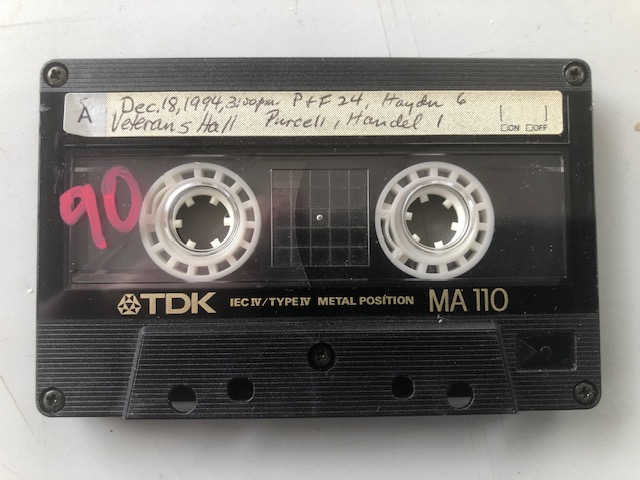 A
Dec. 18, 1994, 3:00pm. P+F 24, Haydn 6
Veterans Hall Purcell, Handel 1
□ON □OFF
90
TDK IEC IV/TYPE IV METAL POSITION MA 110